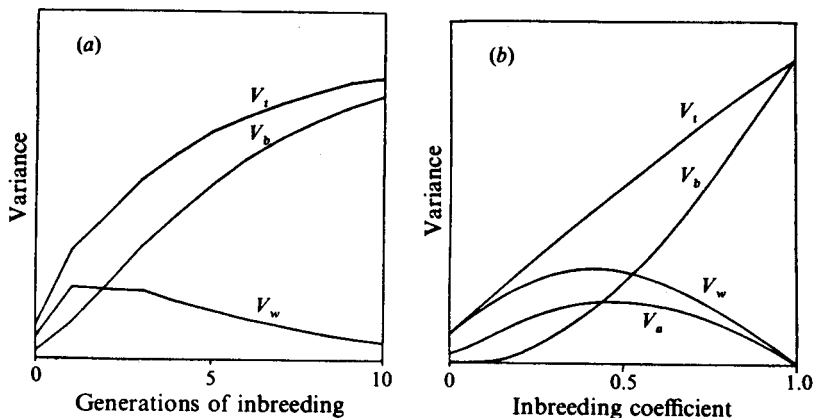 (a)
Variance
V_t
V_b
V_w
0
5
10
Generations of inbreeding
(b)
Variance
V_t
V_b
V_w
V_a
0
0.5
1.0
Inbreeding coefficient